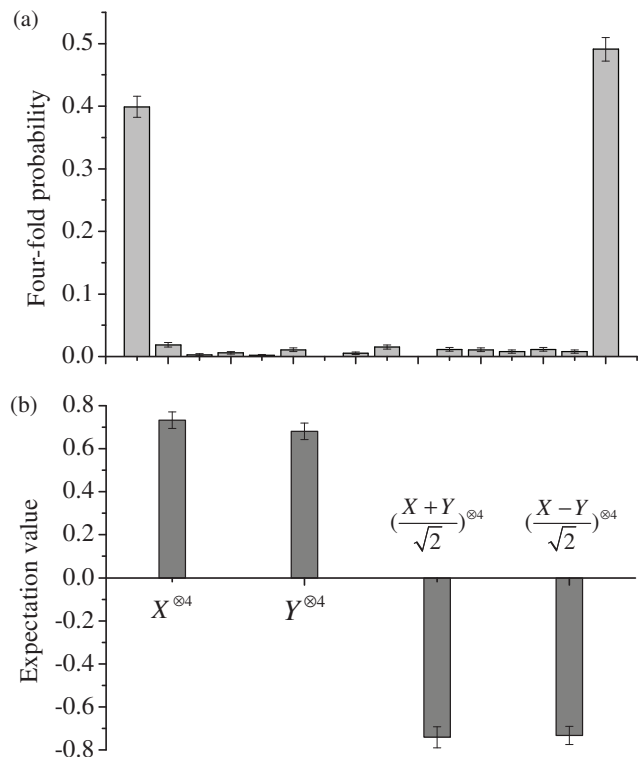 (a)
0.5
0.4
0.3
0.2
0.1
0.0
Four-fold probability
(b)
0.8
0.6
0.4
0.2
0.0
-0.2
-0.4
-0.6
-0.8
Expectation value
X⊗4
Y⊗4
(X + Y/√2)⊗4
(X − Y/√2)⊗4